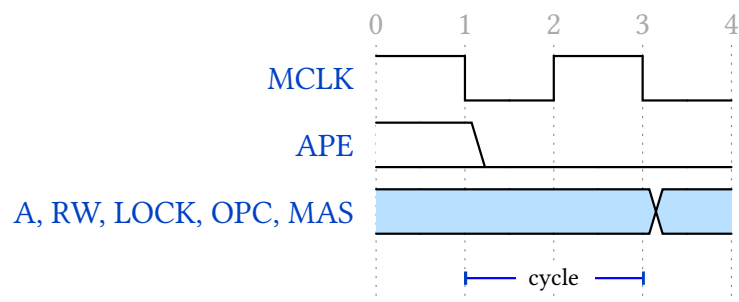 0 1 2 3 4
MCLK
APE
A, RW, LOCK, OPC, MAS
cycle